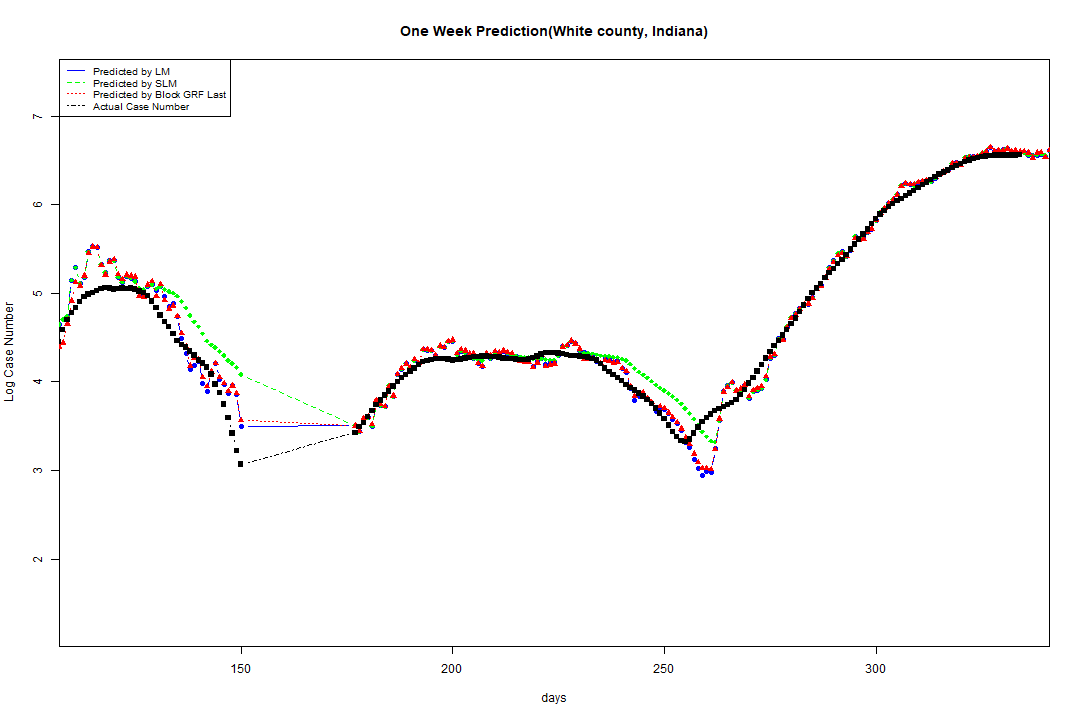 One Week Prediction(White county, Indiana)
Predicted by LM
Predicted by SLM
Predicted by Block GRF Last
Actual Case Number
Log Case Number
7
6
5
4
3
2
150
200
250
300
days